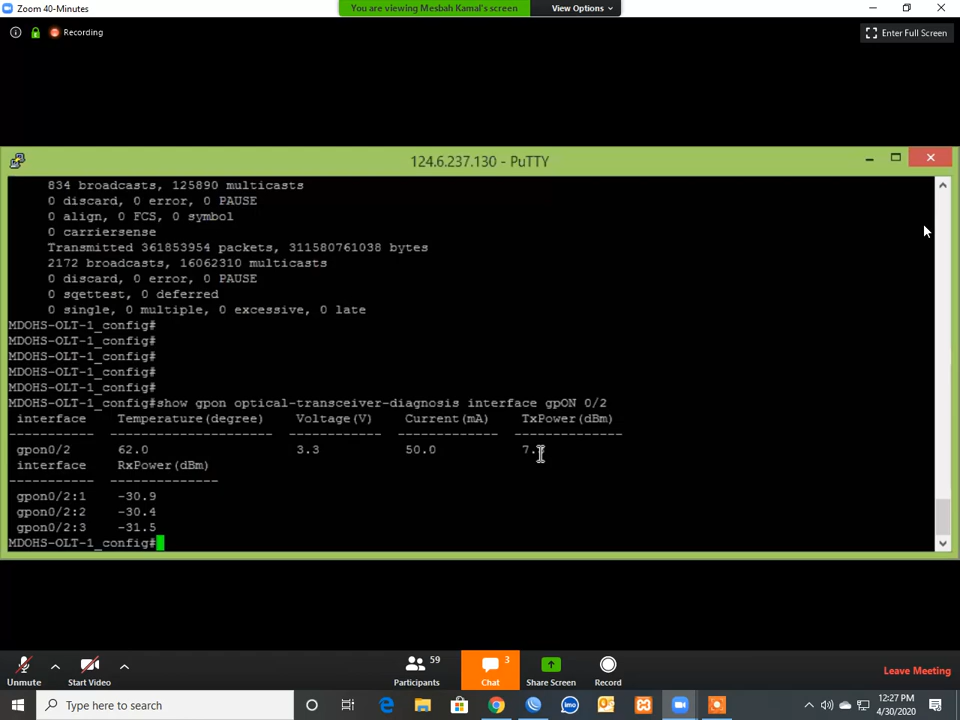 Zoom 40-Minutes
You are viewing Mesbah Kamal's screen
View Options
Recording
Enter Full Screen
124.6.237.130 - PuTTY
834 broadcasts, 125890 multicasts
0 discard, 0 error, 0 PAUSE
0 align, 0 FCS, 0 symbol
0 carriersense
Transmitted 361853954 packets, 311580761038 bytes
2172 broadcasts, 16062310 multicasts
0 discard, 0 error, 0 PAUSE
0 sqettest, 0 deferred
0 single, 0 multiple, 0 excessive, 0 late
MDOHS-OLT-1_config#
MDOHS-OLT-1_config#
MDOHS-OLT-1_config#
MDOHS-OLT-1_config#
MDOHS-OLT-1_config#
MDOHS-OLT-1_config#show gpon optical-transceiver-diagnosis interface gpON 0/2
interface Temperature(degree) Voltage(V) Current(mA) TxPower(dBm)
----------- --------------------- ------------ ------------- --------------
gpon0/2 62.0 3.3 50.0
interface RxPower(dBm)
----------- --------------
gpon0/2:1 -30.9
gpon0/2:2 -30.4
gpon0/2:3 -31.5
MDOHS-OLT-1_config#
Unmute
Start Video
59
Participants
3
Chat
Share Screen
Record
Leave Meeting
Type here to search
imo
12:27 PM
4/30/2020